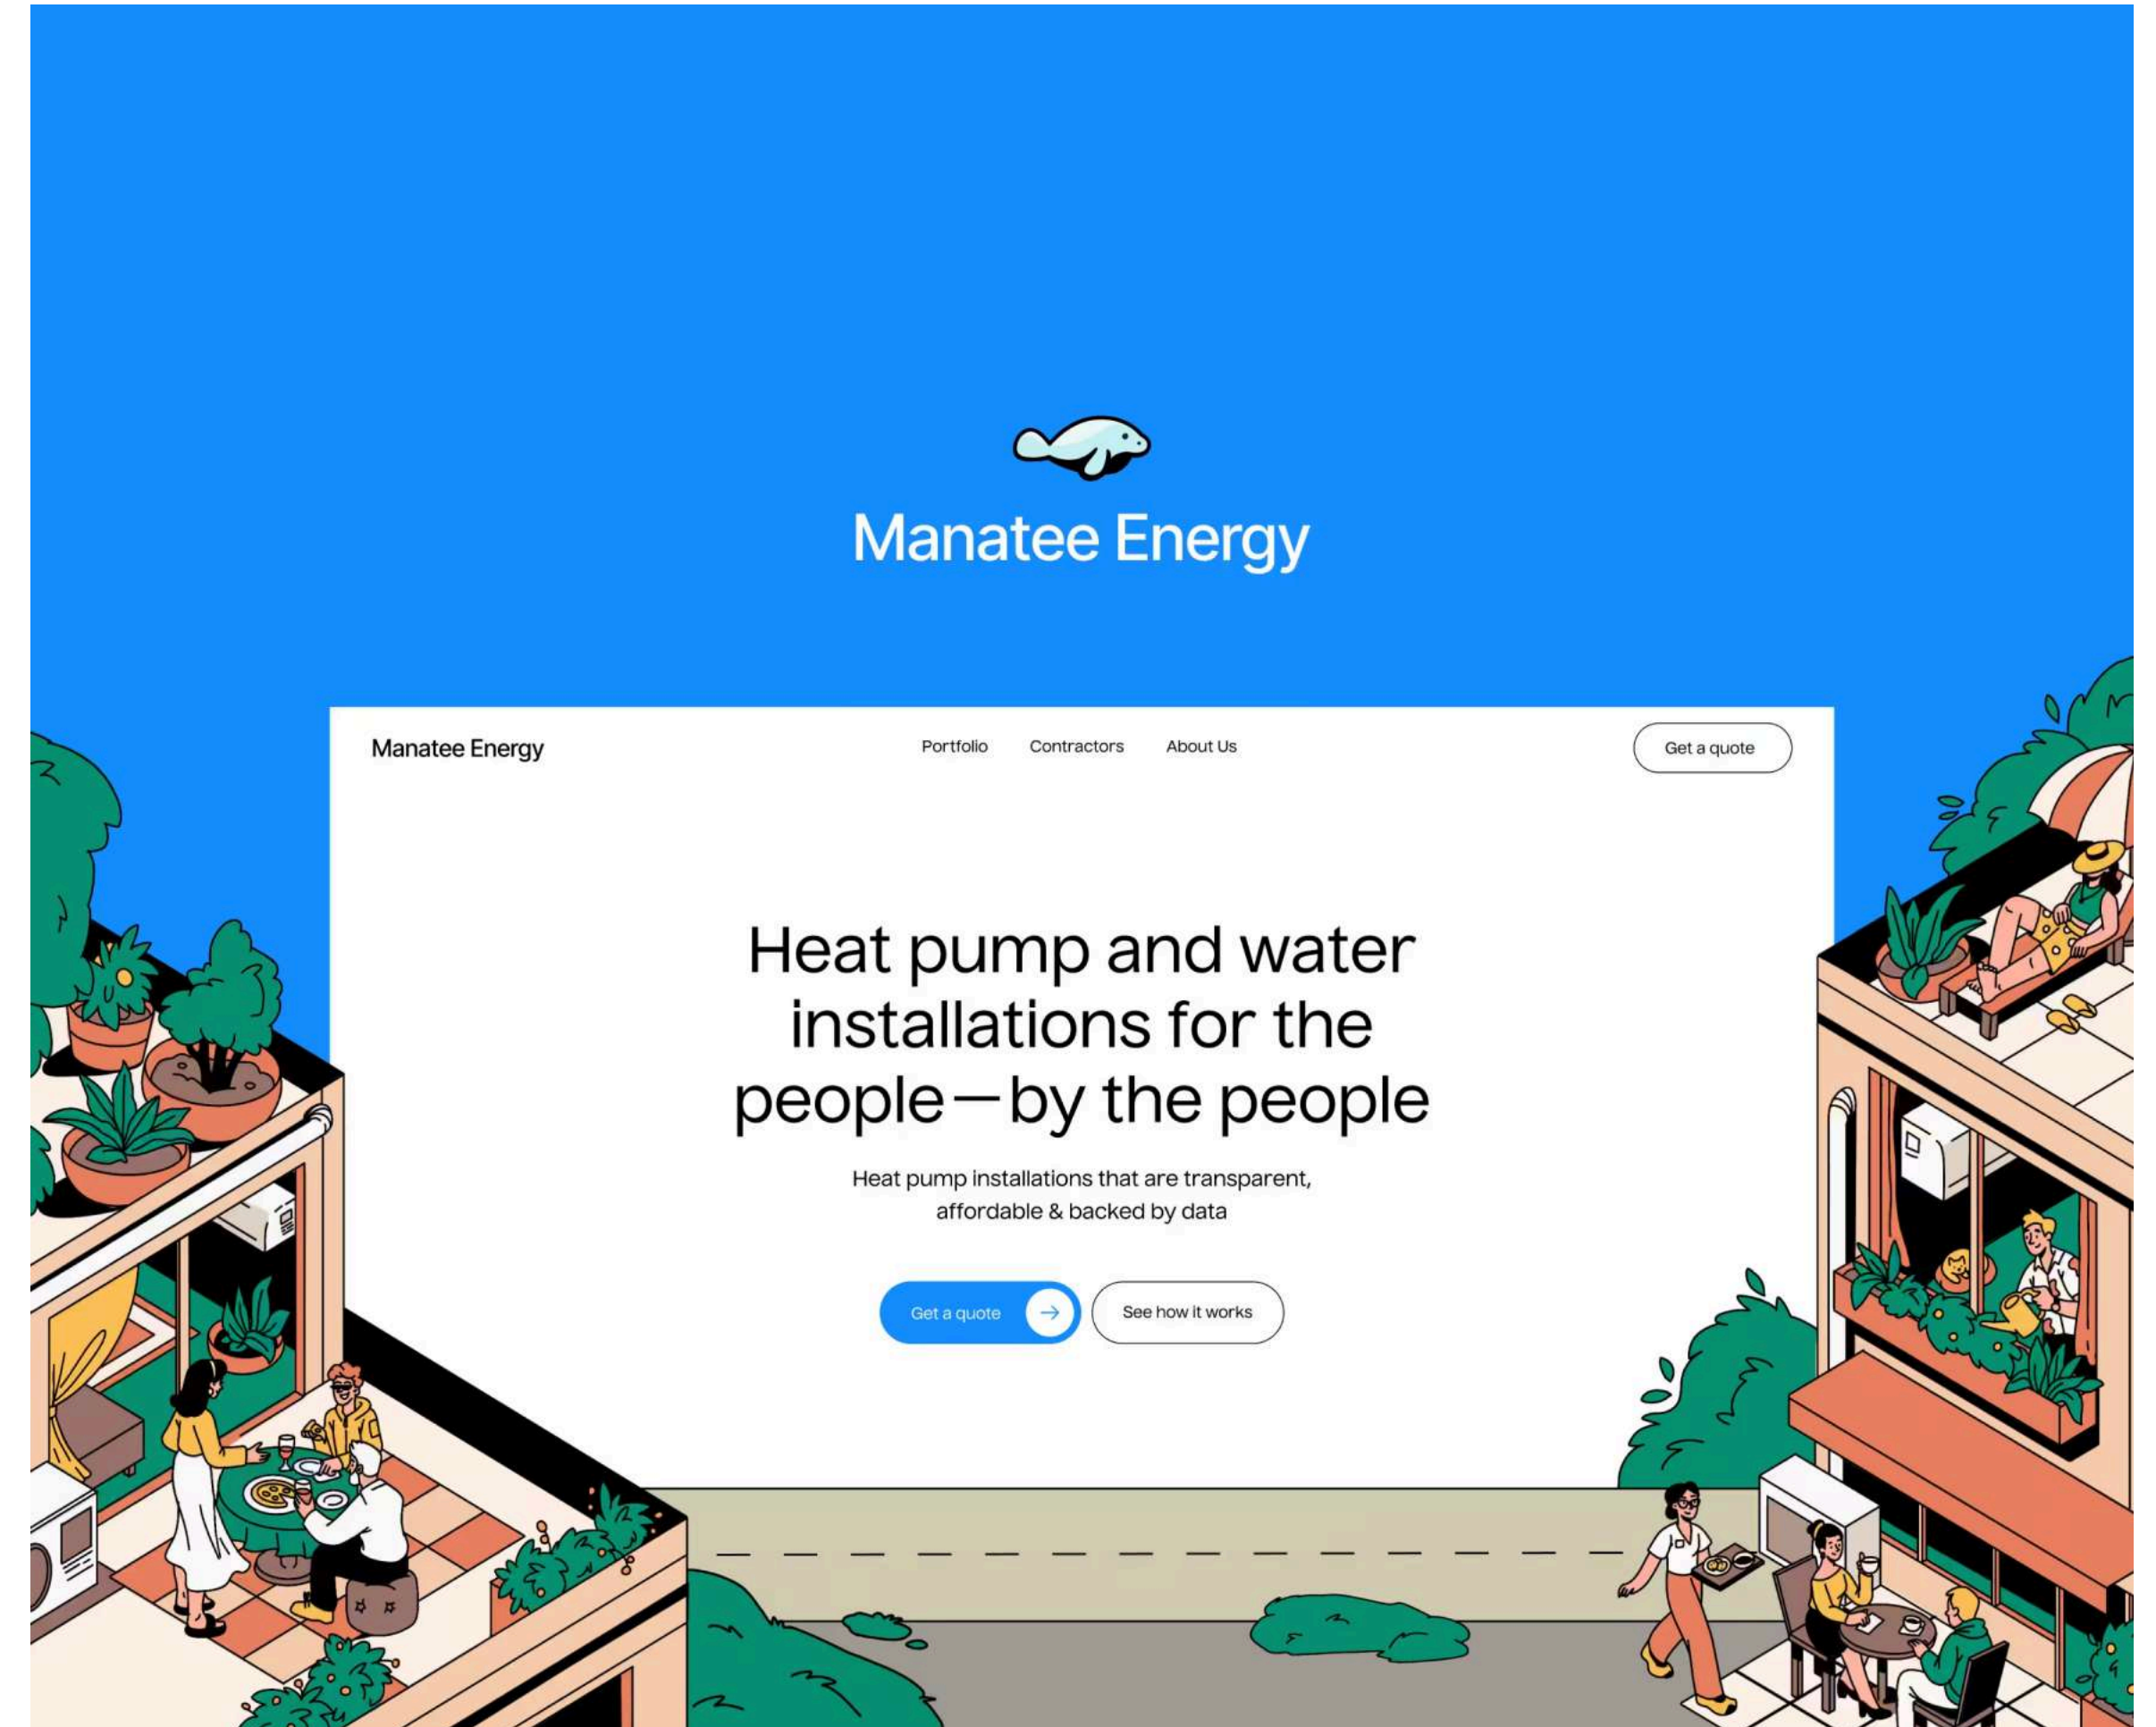 Manatee Energy
Manatee Energy
Portfolio
Contractors
About Us
Get a quote
Heat pump and water
installations for the
people—by the people
Heat pump installations that are transparent,
affordable & backed by data
Get a quote
See how it works